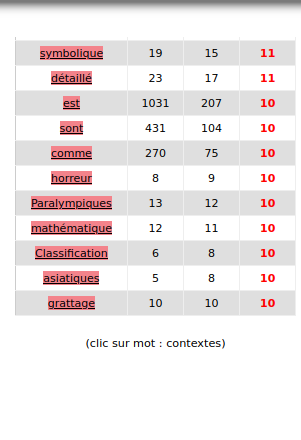 symbolique 19 15 11
détaillé 23 17 11
est 1031 207 10
sont 431 104 10
comme 270 75 10
horreur 8 9 10
Paralympiques 13 12 10
mathématique 12 11 10
Classification 6 8 10
asiatiques 5 8 10
grattage 10 10 10
(clic sur mot : contextes)